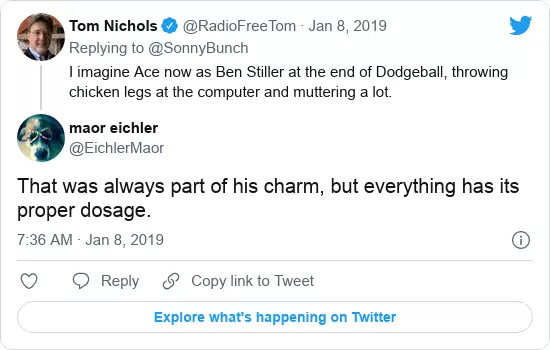 Tom Nichols @RadioFreeTom · Jan 8, 2019
Replying to @SonnyBunch
I imagine Ace now as Ben Stiller at the end of Dodgeball, throwing
chicken legs at the computer and muttering a lot.
maor eichler
@EichlerMaor
That was always part of his charm, but everything has its
proper dosage.
7:36 AM · Jan 8, 2019
Reply
Copy link to Tweet
Explore what's happening on Twitter